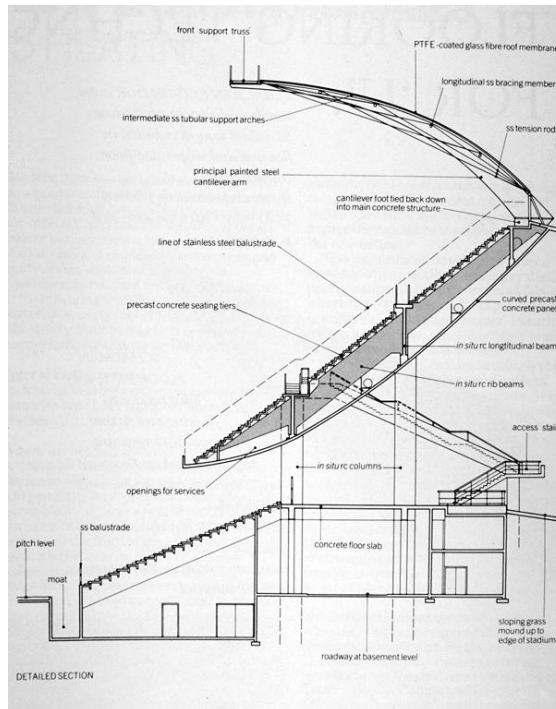 front support truss
PTFE-coated glass fibre roof membrane
longitudinal ss bracing member
intermediate ss tubular support arches
ss tension rod
principal painted steel
cantilever arm
cantilever foot tied back down
into main concrete structure
line of stainless steel balustrade
precast concrete seating tiers
curved precast
concrete panel
in situ rc longitudinal beam
in situ rc rib beams
access stair
in situ rc columns
openings for services
ss balustrade
pitch level
concrete floor slab
moat
sloping grass
mound up to
edge of stadium
roadway at basement level
DETAILED SECTION